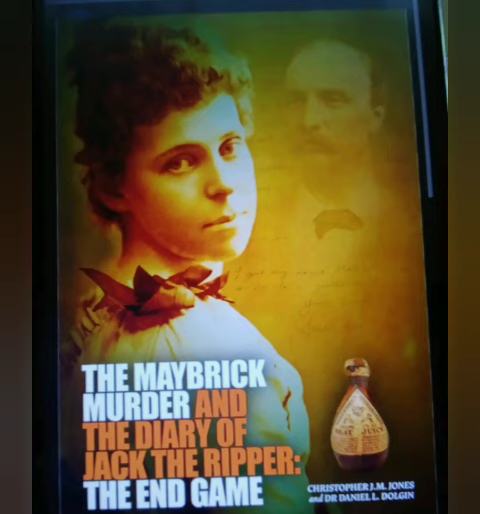 THE MAYBRICK
MURDER AND
THE DIARY OF
JACK THE RIPPER:
THE END GAME
CHRISTOPHER J.M. JONES
and DR DANIEL L. DOLGIN